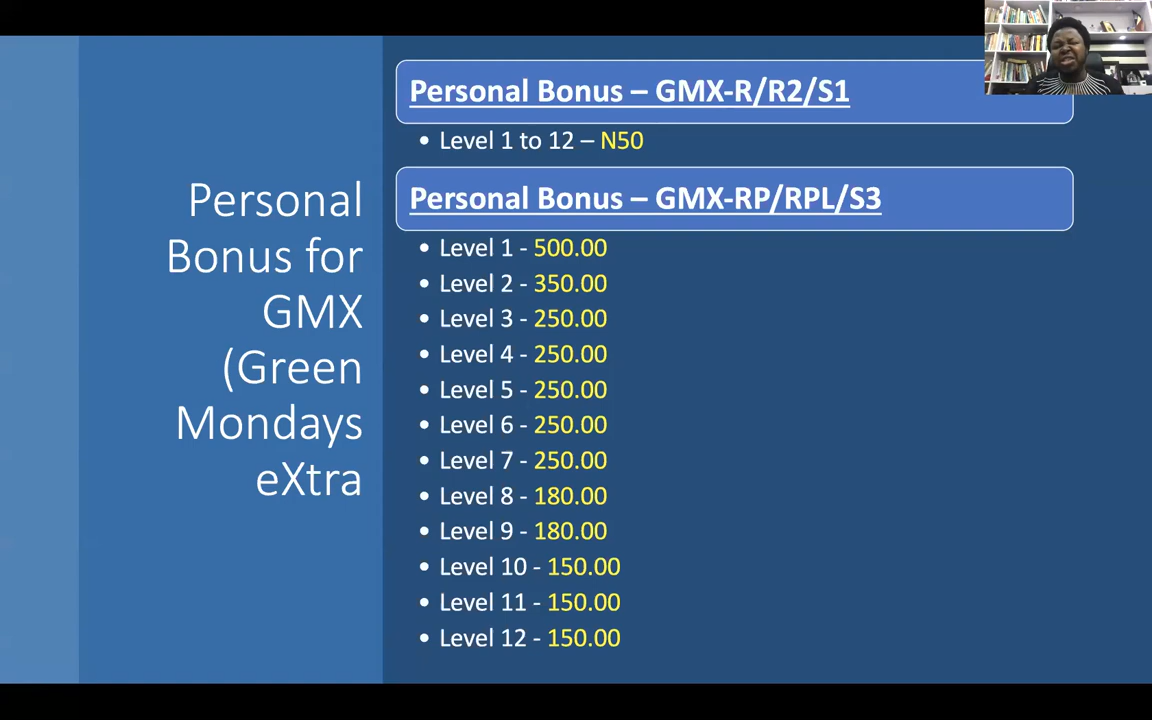 Personal
Bonus for
GMX
(Green
Mondays
eXtra
Personal Bonus – GMX-R/R2/S1
• Level 1 to 12 – N50
Personal Bonus – GMX-RP/RPL/S3
• Level 1 - 500.00
• Level 2 - 350.00
• Level 3 - 250.00
• Level 4 - 250.00
• Level 5 - 250.00
• Level 6 - 250.00
• Level 7 - 250.00
• Level 8 - 180.00
• Level 9 - 180.00
• Level 10 - 150.00
• Level 11 - 150.00
• Level 12 - 150.00